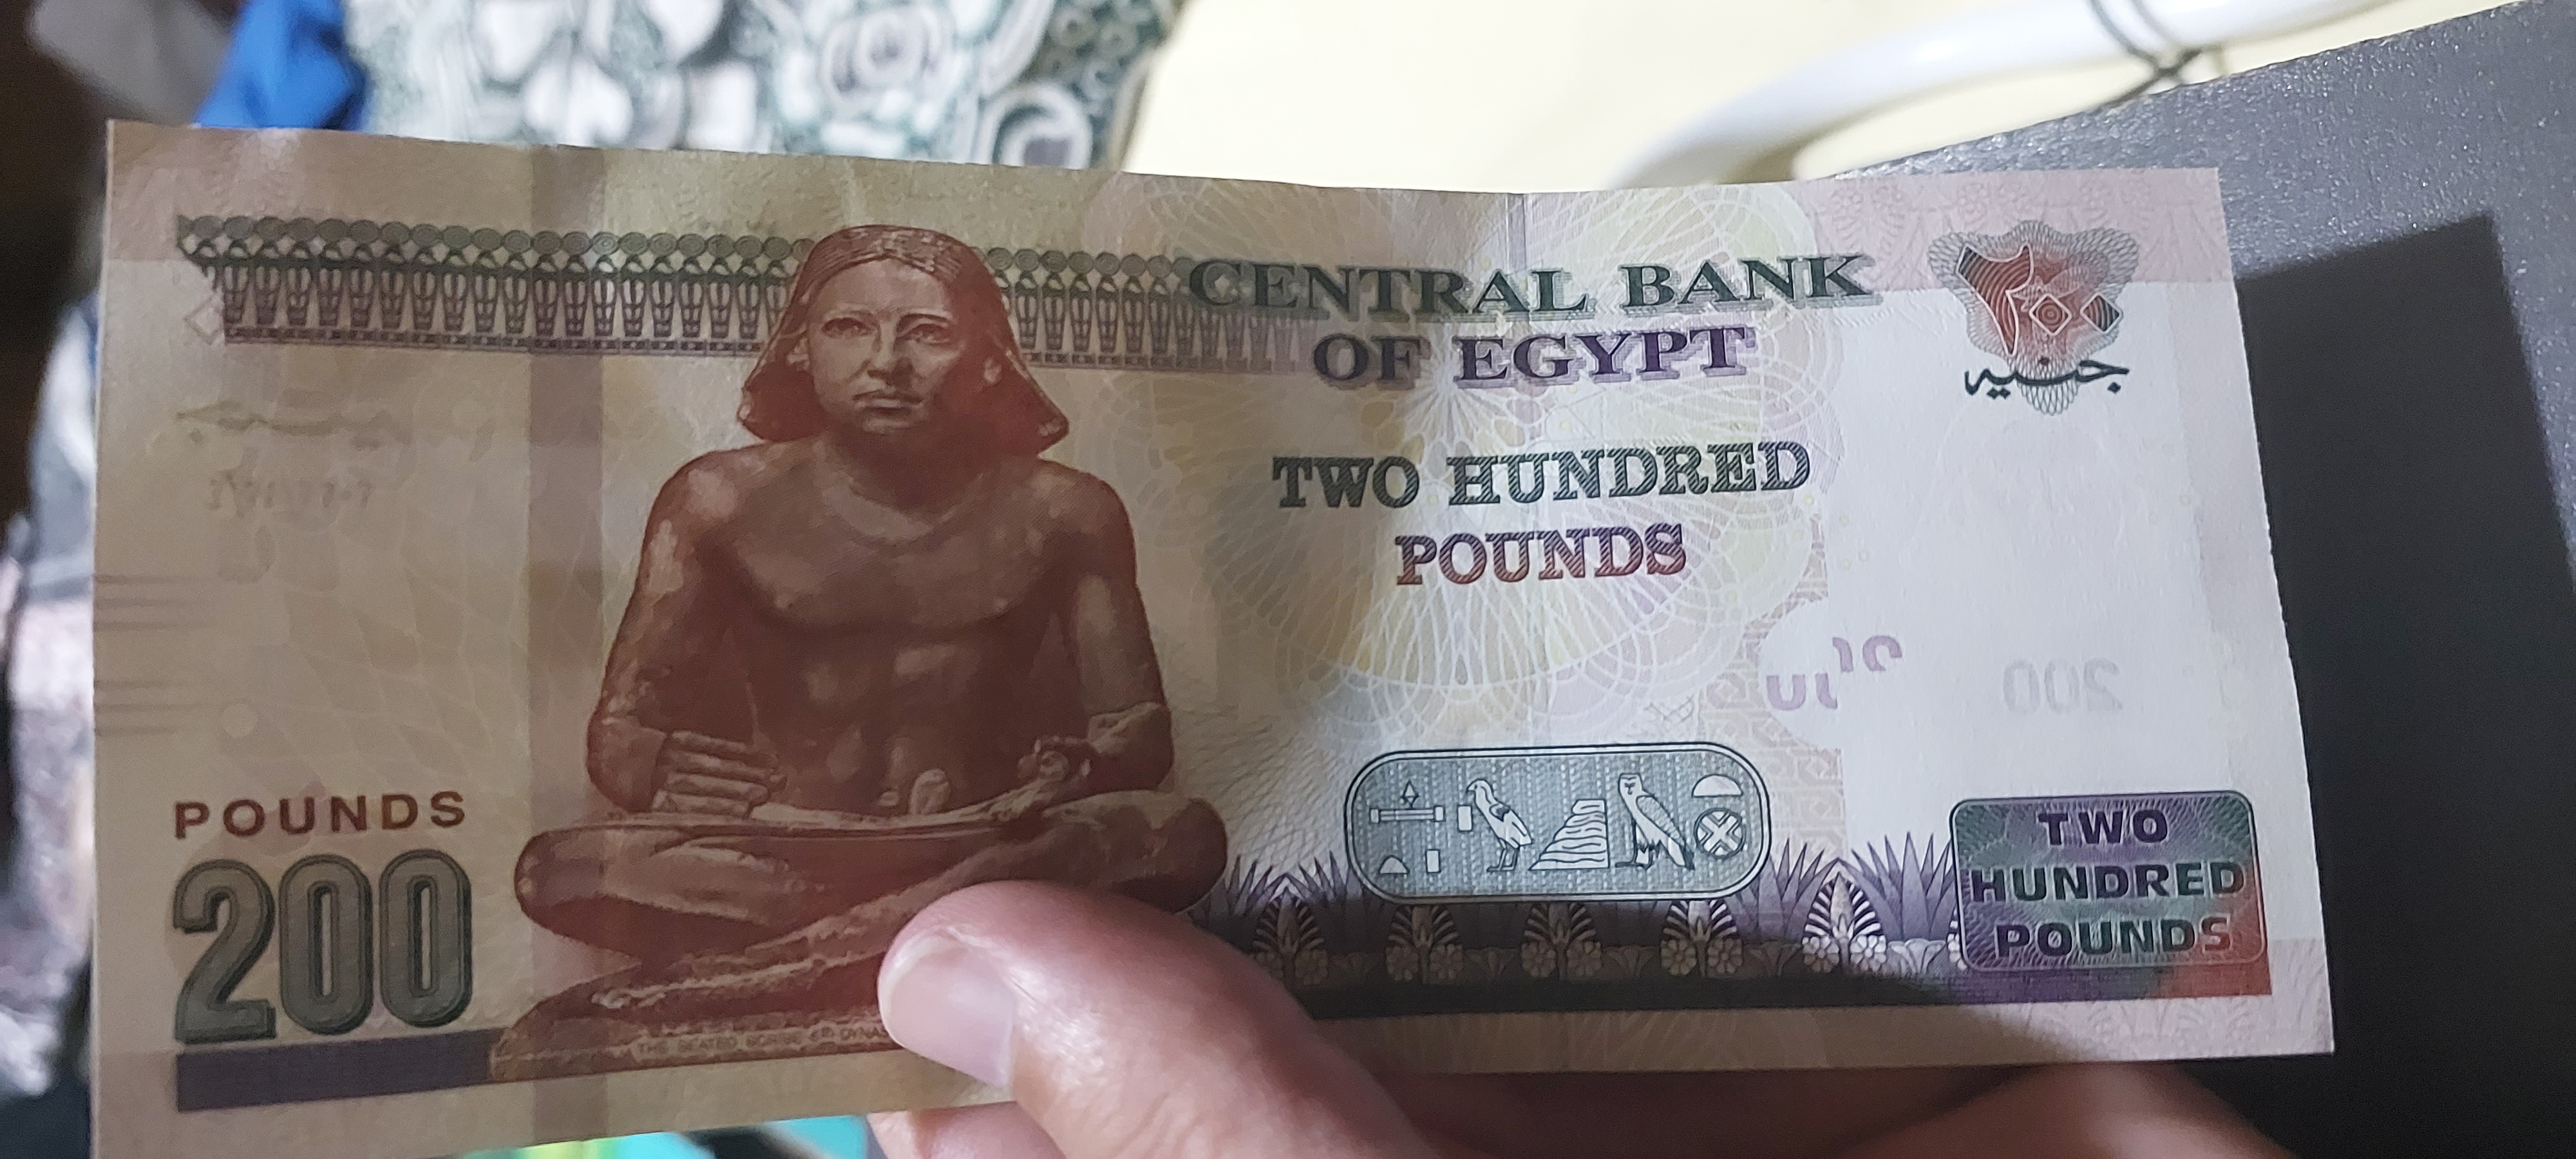 CENTRAL BANK
OF EGYPT
TWO HUNDRED
POUNDS
POUNDS
200
جنيه
TWO
HUNDRED
POUNDS